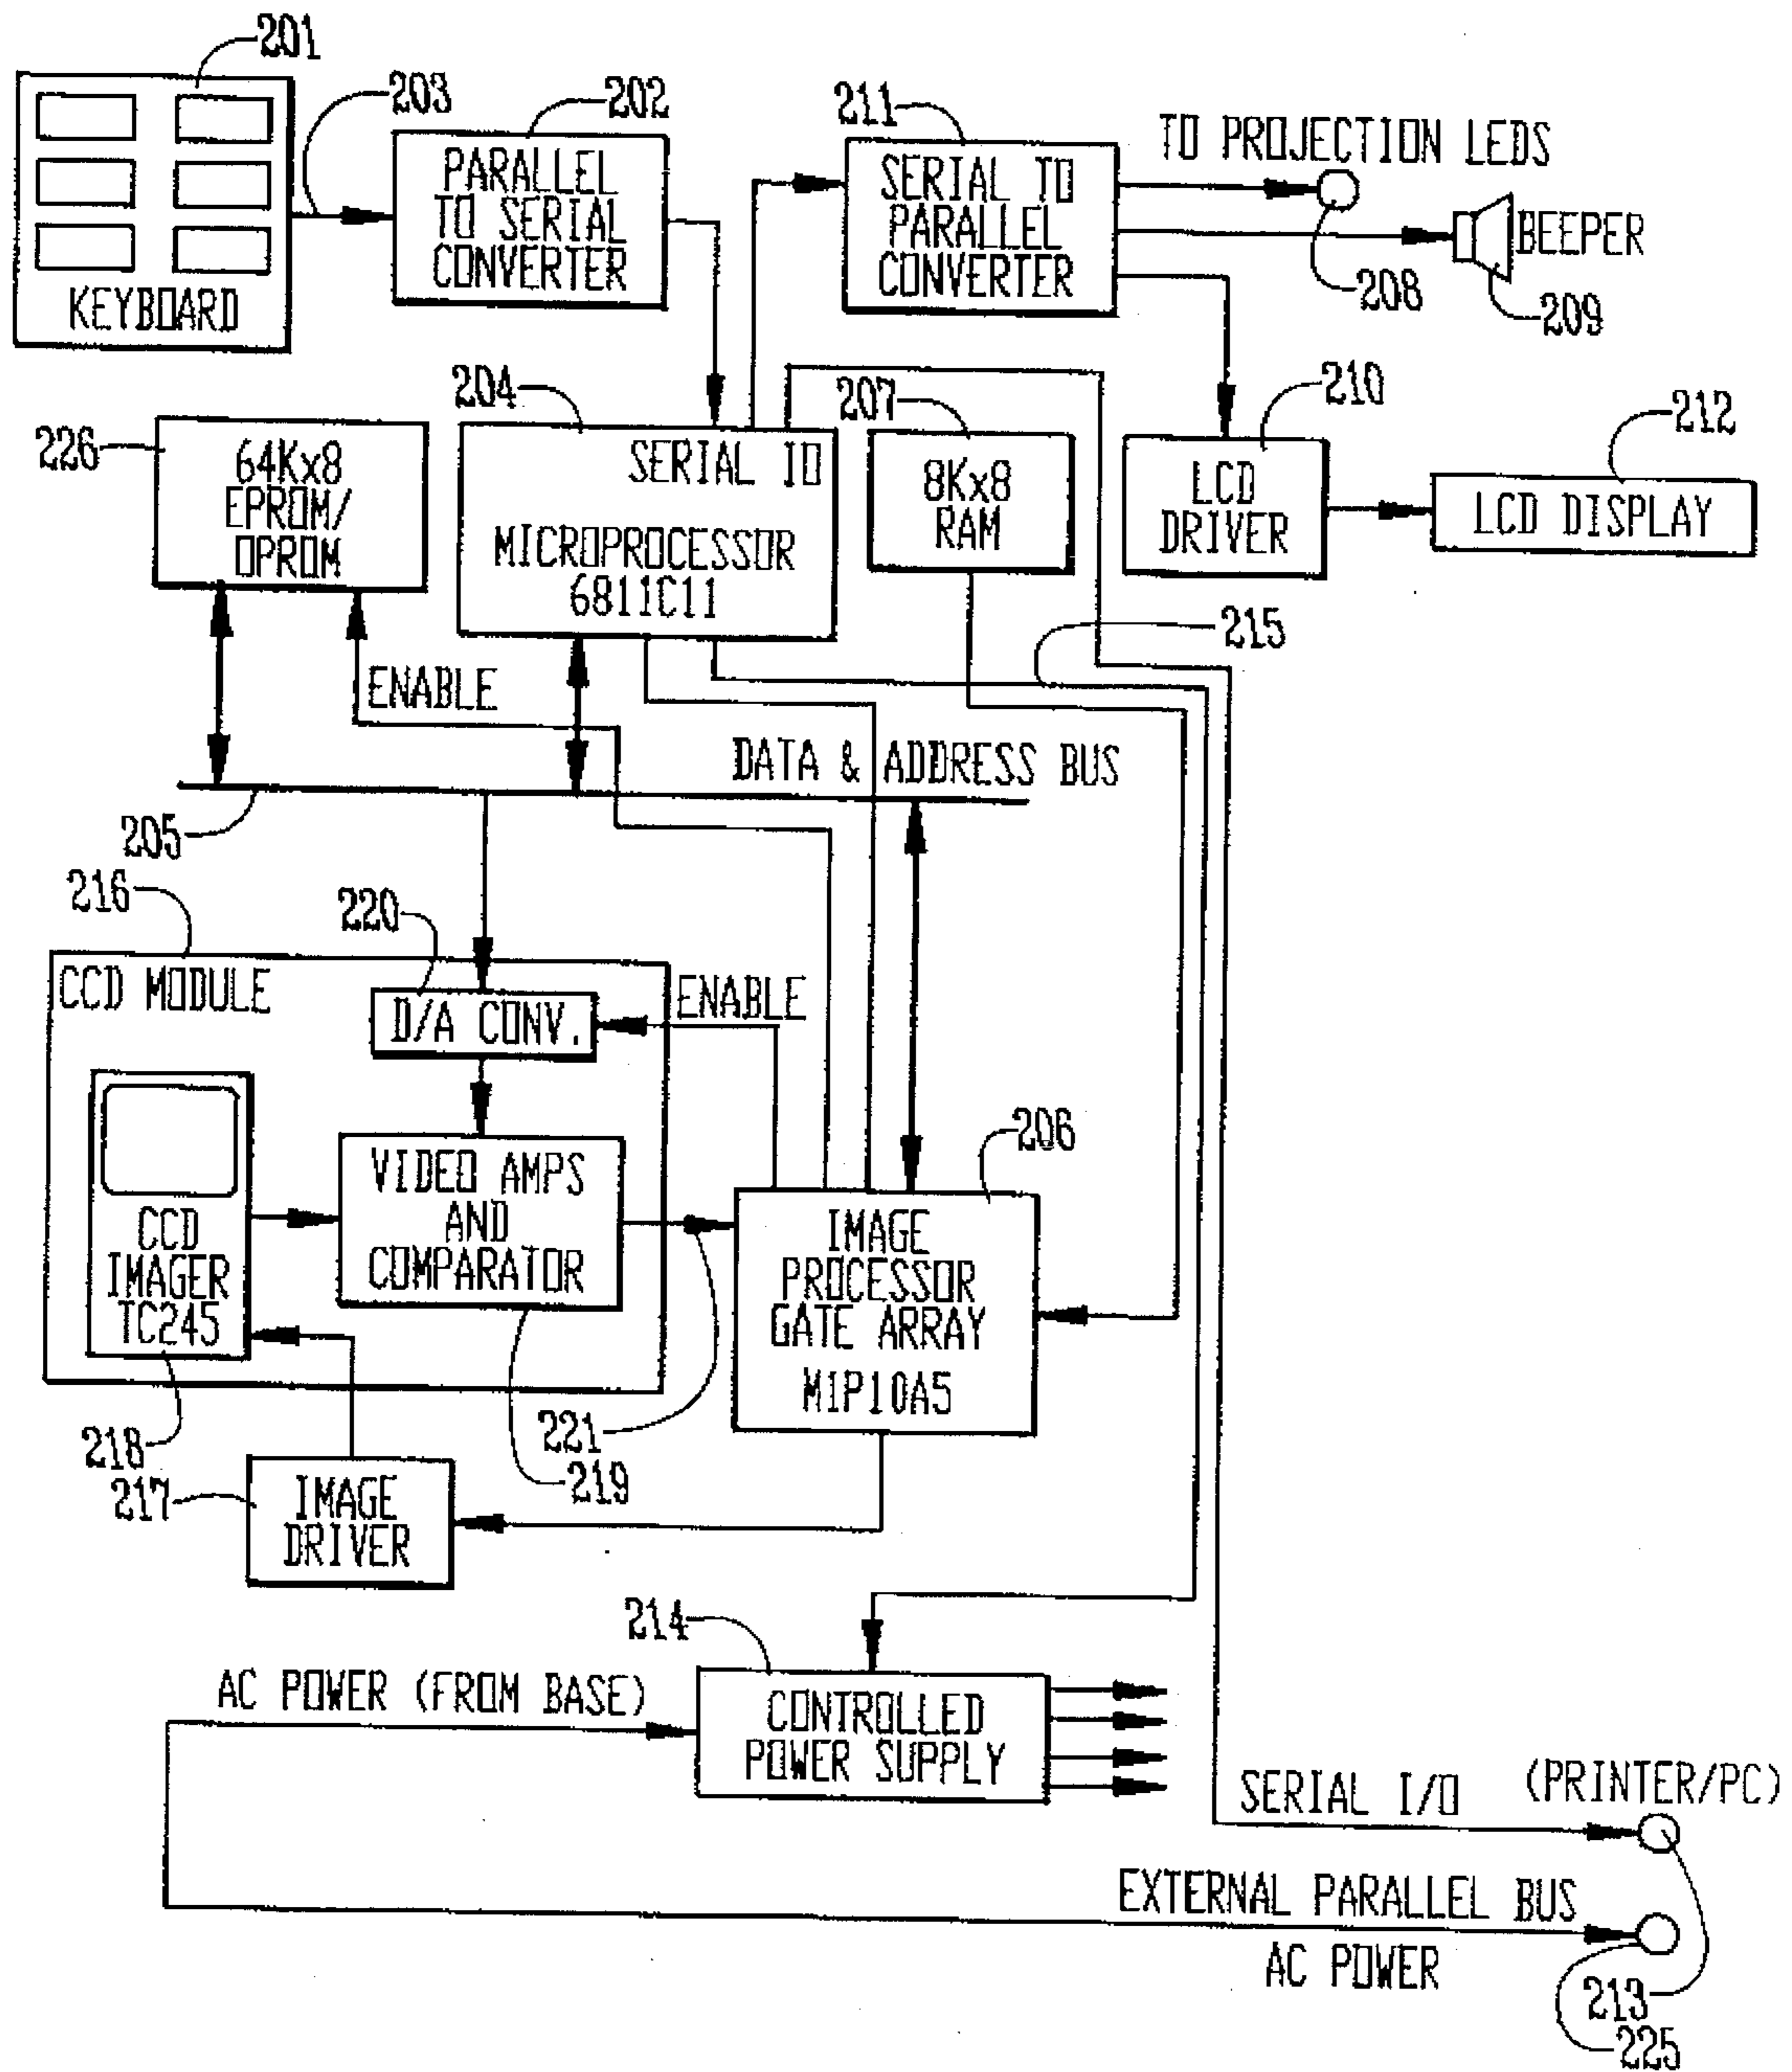 201
203
202
211
TO PROJECTION LEDS
KEYBOARD
PARALLEL
TO SERIAL
CONVERTER
SERIAL TO
PARALLEL
CONVERTER
208
BEEPER
209
204
207
210
212
226
64Kx8
EPROM/
OPROM
SERIAL IO
MICROPROCESSOR
6811C11
8Kx8
RAM
LCD
DRIVER
LCD DISPLAY
215
ENABLE
DATA & ADDRESS BUS
205
216
220
CCD MODULE
ENABLE
D/A CONV.
206
CCD
IMAGER
TC245
VIDEO AMPS
AND
COMPARATOR
IMAGE
PROCESSOR
GATE ARRAY
MIP10A5
218
221
219
217
IMAGE
DRIVER
214
AC POWER (FROM BASE)
CONTROLLED
POWER SUPPLY
SERIAL I/O (PRINTER/PC)
EXTERNAL PARALLEL BUS
AC POWER
213
225